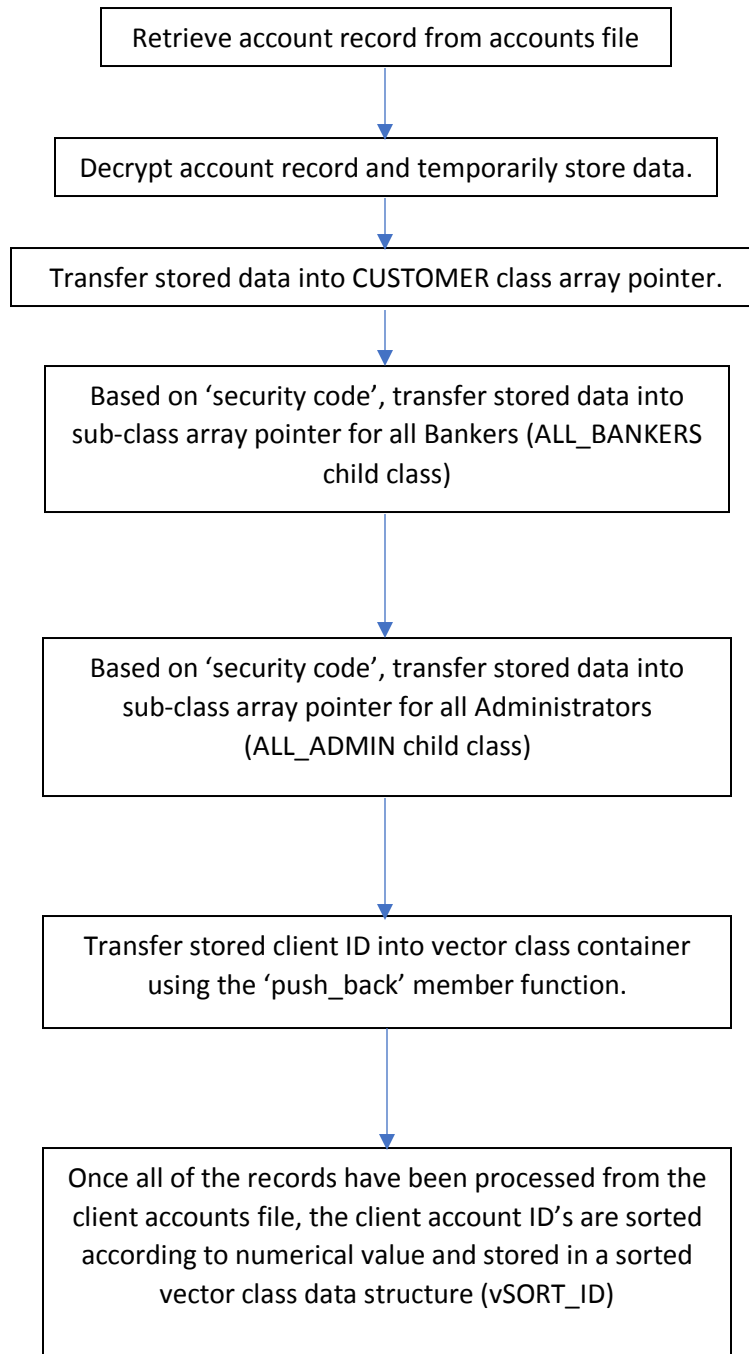 Retrieve account record from accounts file
Decrypt account record and temporarily store data.
Transfer stored data into CUSTOMER class array pointer.
Based on ‘security code’, transfer stored data into
sub-class array pointer for all Bankers (ALL_BANKERS
child class)
Based on ‘security code’, transfer stored data into
sub-class array pointer for all Administrators
(ALL_ADMIN child class)
Transfer stored client ID into vector class container
using the ‘push_back’ member function.
Once all of the records have been processed from the
client accounts file, the client account ID’s are sorted
according to numerical value and stored in a sorted
vector class data structure (vSORT_ID)